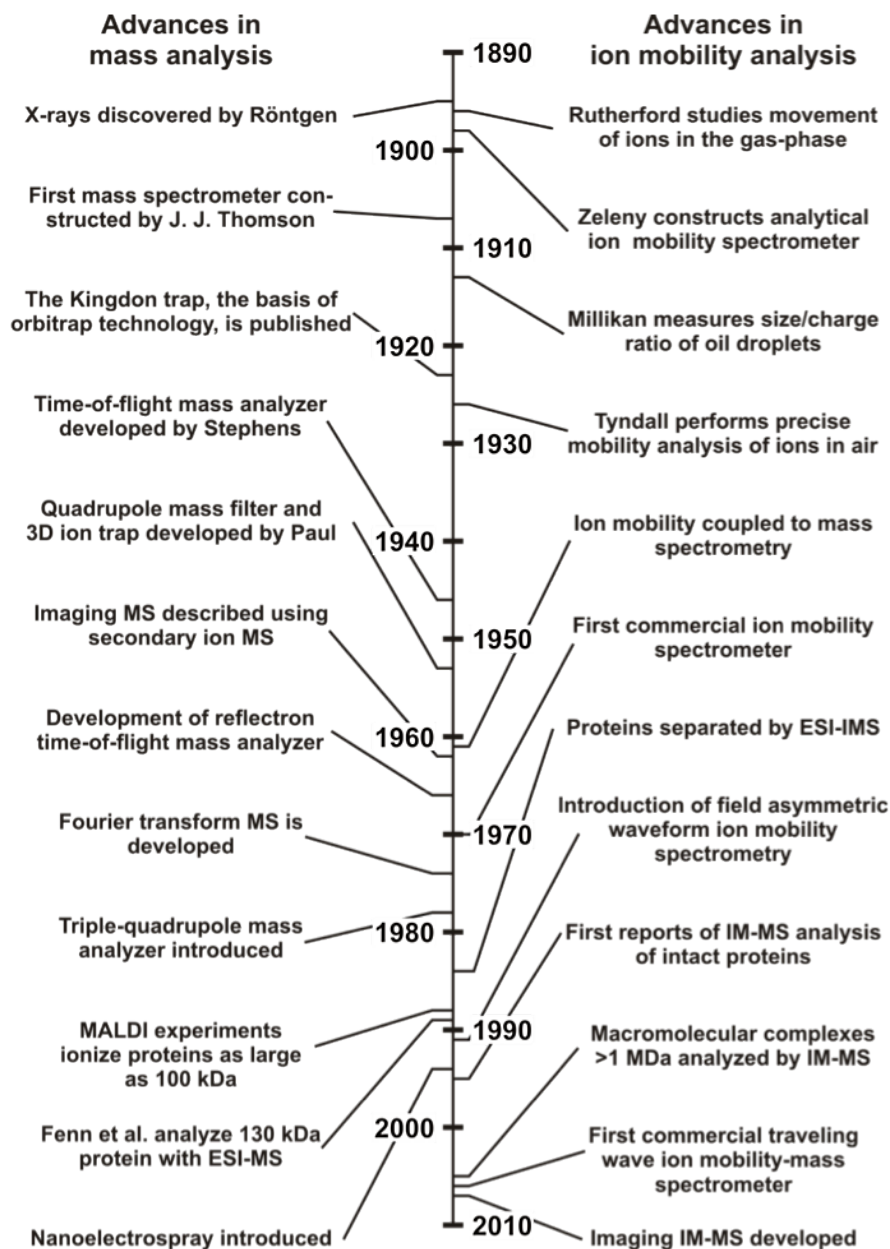 Advances in
mass analysis
X-rays discovered by Röntgen
First mass spectrometer con-
structed by J. J. Thomson
The Kingdon trap, the basis of
orbitrap technology, is published
Time-of-flight mass analyzer
developed by Stephens
Quadrupole mass filter and
3D ion trap developed by Paul
Imaging MS described using
secondary ion MS
Development of reflectron
time-of-flight mass analyzer
Fourier transform MS is
developed
Triple-quadrupole mass
analyzer introduced
MALDI experiments
ionize proteins as large
as 100 kDa
Fenn et al. analyze 130 kDa
protein with ESI-MS
Nanoelectrospray introduced
1890
1900
1910
1920
1930
1940
1950
1960
1970
1980
1990
2000
2010
Advances in
ion mobility analysis
Rutherford studies movement
of ions in the gas-phase
Zeleny constructs analytical
ion mobility spectrometer
Millikan measures size/charge
ratio of oil droplets
Tyndall performs precise
mobility analysis of ions in air
Ion mobility coupled to mass
spectrometry
First commercial ion mobility
spectrometer
Proteins separated by ESI-IMS
Introduction of field asymmetric
waveform ion mobility
spectrometry
First reports of IM-MS analysis
of intact proteins
Macromolecular complexes
>1 MDa analyzed by IM-MS
First commercial traveling
wave ion mobility-mass
spectrometer
Imaging IM-MS developed